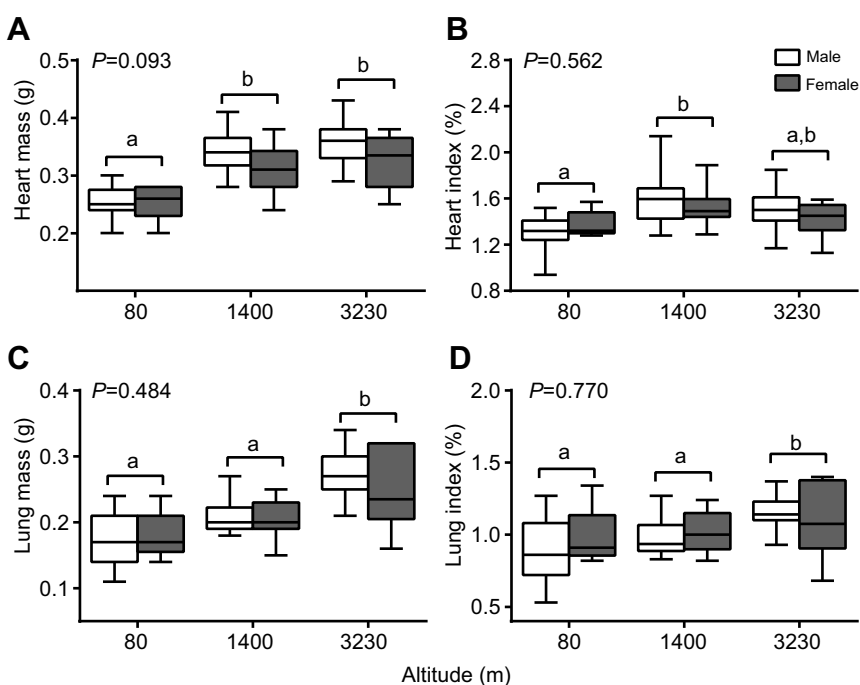 A
P=0.093
Heart mass (g)
0.5
0.4
0.3
0.2
a
b
b
80
1400
3230
B
P=0.562
Male
Female
Heart index (%)
2.8
2.4
2.0
1.6
1.2
0.8
a
b
a,b
80
1400
3230
C
P=0.484
Lung mass (g)
0.4
0.3
0.2
0.1
a
a
b
80
1400
3230
D
P=0.770
Lung index (%)
2.0
1.5
1.0
0.5
a
a
b
80
1400
3230
Altitude (m)